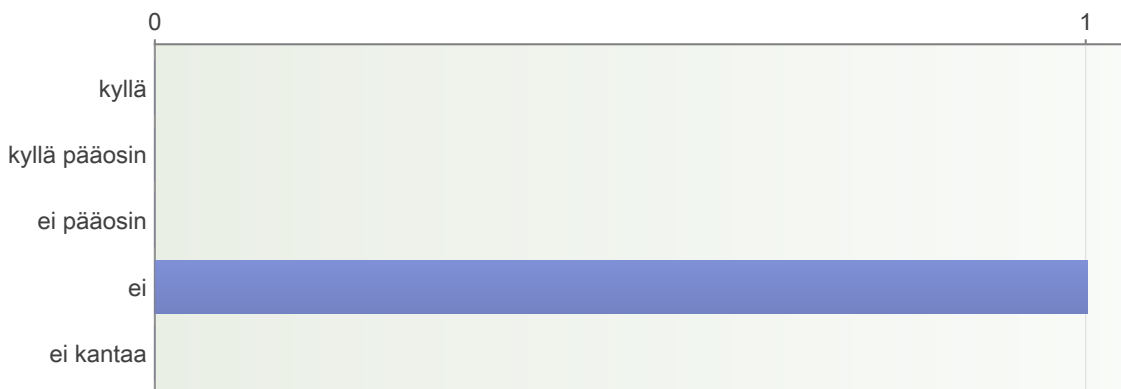 0 1
kyllä
kyllä pääosin
ei pääosin
ei
ei kantaa